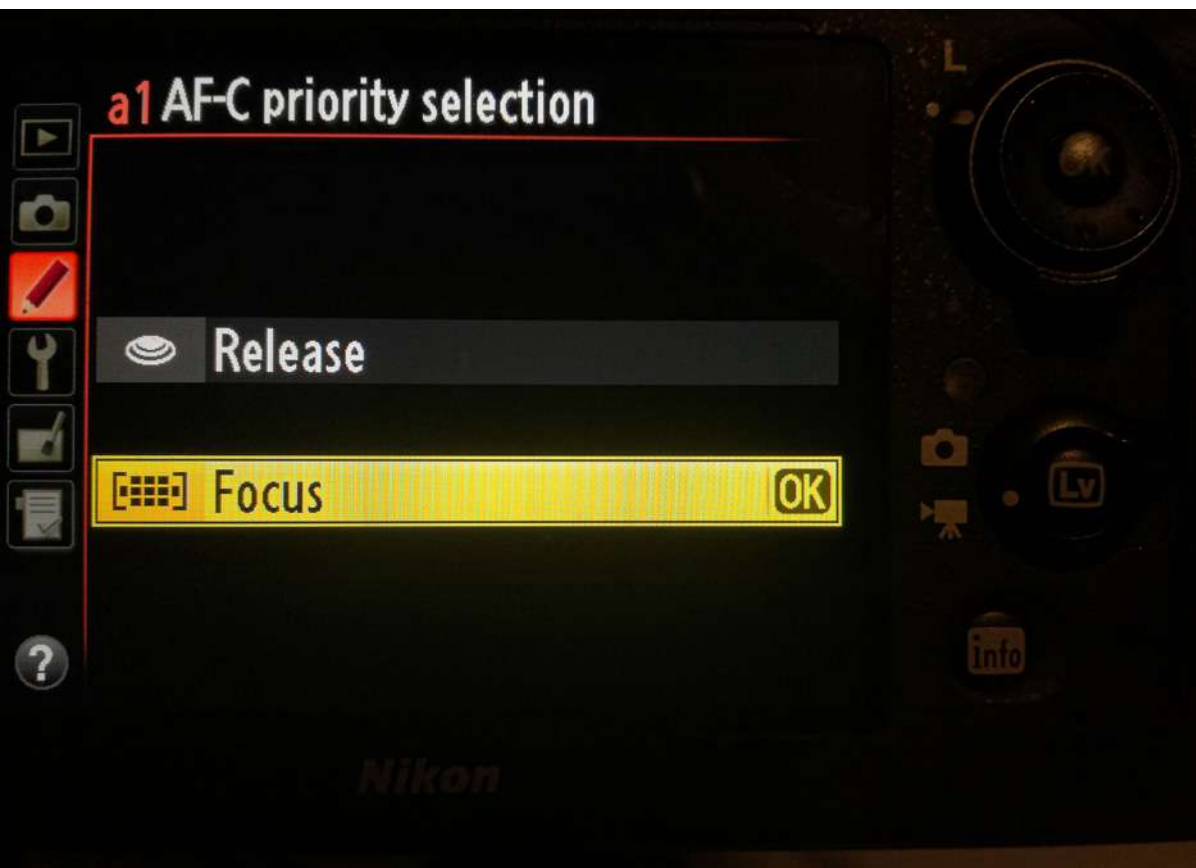 a1 AF-C priority selection
L
OK
Release
Focus OK
Lv
?
info
Nikon